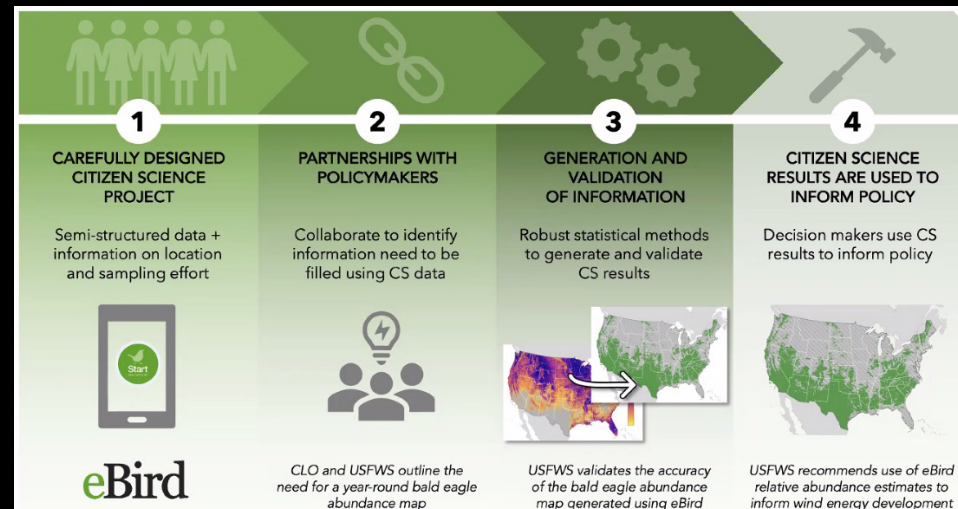 1
CAREFULLY DESIGNED
CITIZEN SCIENCE
PROJECT
Semi-structured data +
information on location
and sampling effort
Start
eBird
2
PARTNERSHIPS WITH
POLICYMAKERS
Collaborate to identify
information need to be
filled using CS data
CLO and USFWS outline the
need for a year-round bald eagle
abundance map
3
GENERATION AND
VALIDATION
OF INFORMATION
Robust statistical methods
to generate and validate
CS results
USFWS validates the accuracy
of the bald eagle abundance
map generated using eBird
4
CITIZEN SCIENCE
RESULTS ARE USED TO
INFORM POLICY
Decision makers use CS
results to inform policy
USFWS recommends use of eBird
relative abundance estimates to
inform wind energy development